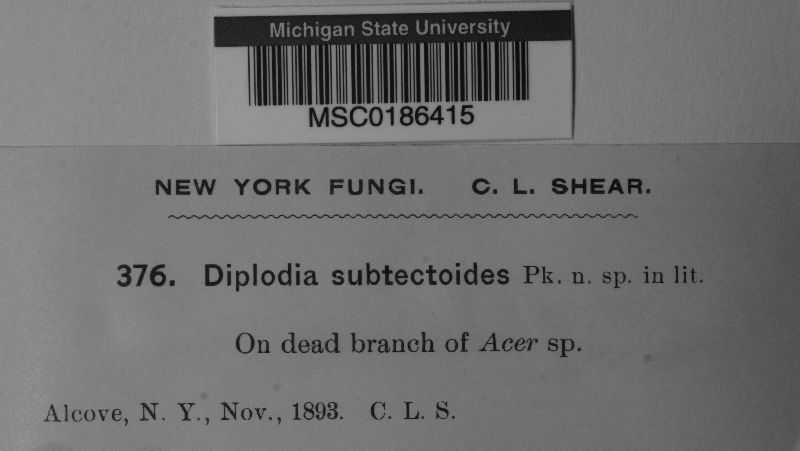 Michigan State University
MSC0186415
NEW YORK FUNGI. C. L. SHEAR.
376. Diplodia subtectoides Pk. n. sp. in lit.
On dead branch of Acer sp.
Alcove, N. Y., Nov., 1893. C. L. S.